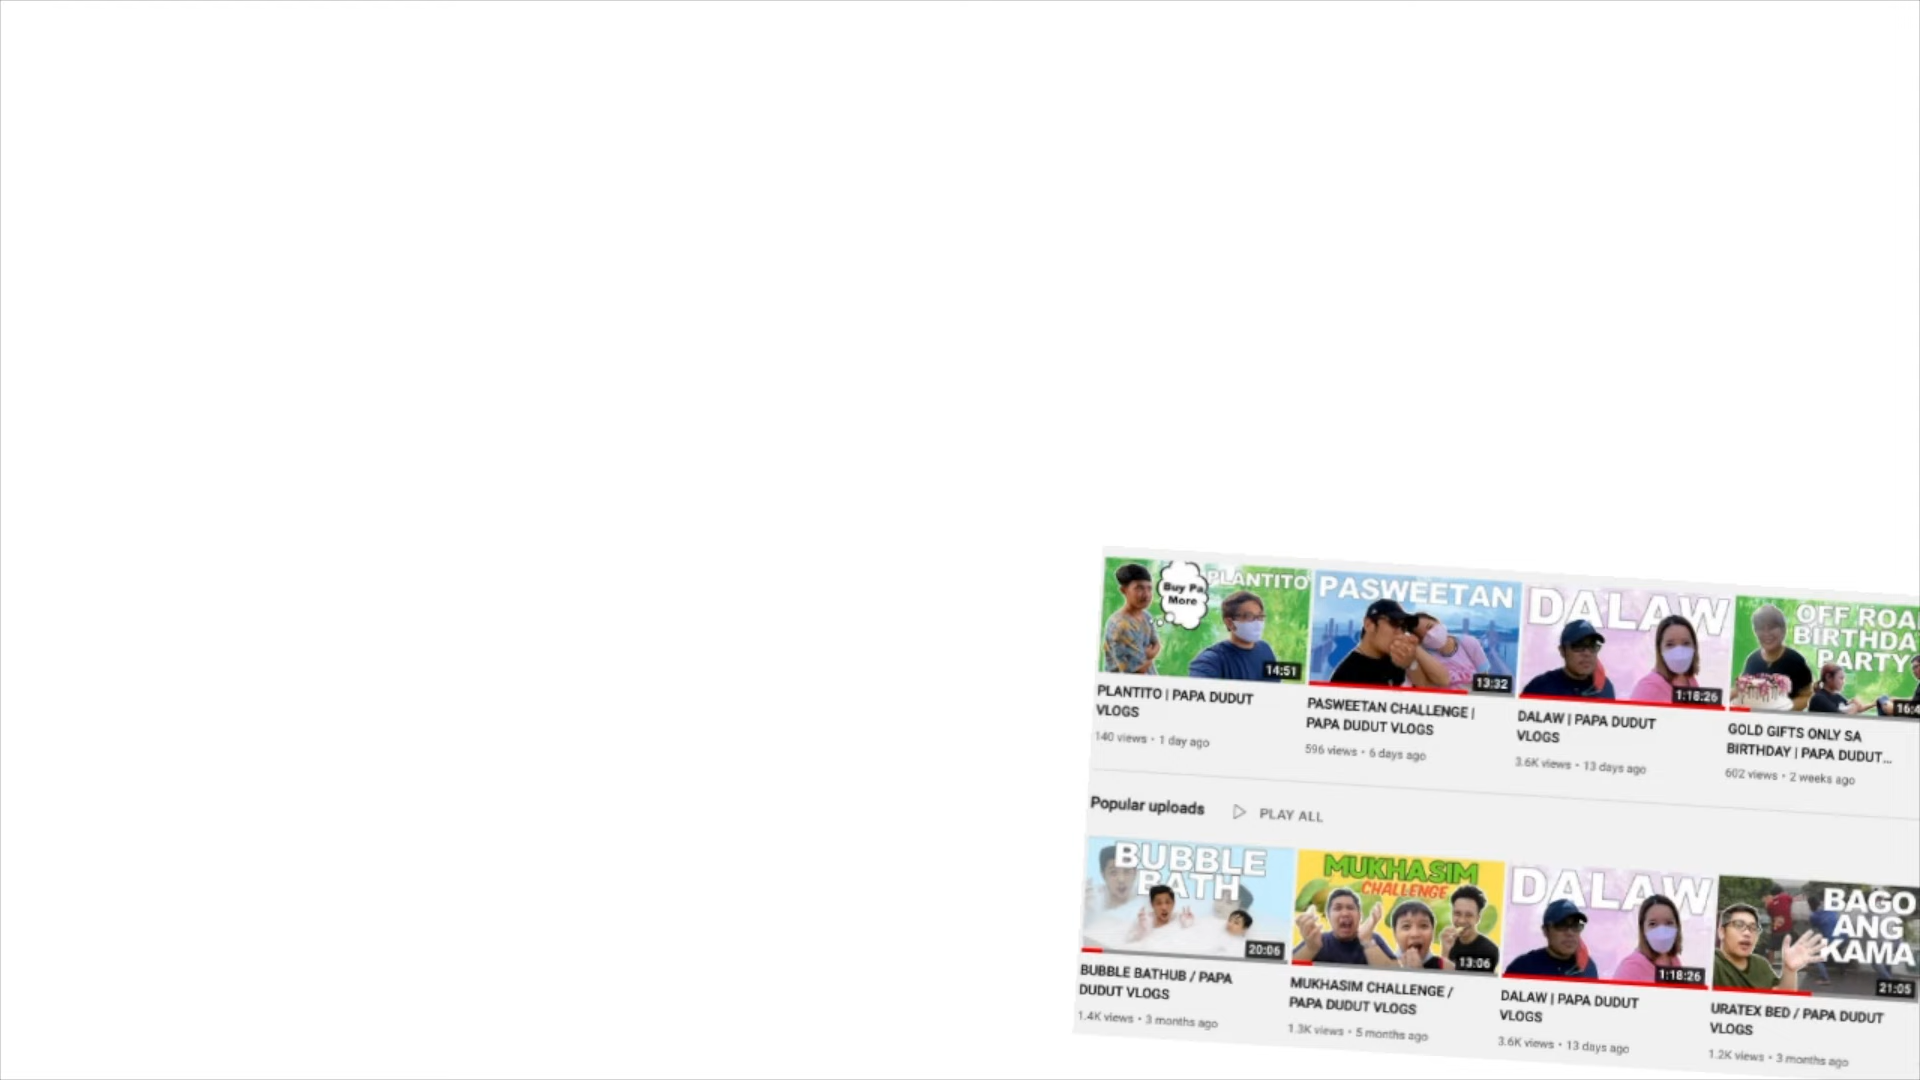 Buy Pa
More
PLANTITO
14:51
PLANTITO | PAPA DUDUT
VLOGS
140 views • 1 day ago
PASWEETAN
13:32
PASWEETAN CHALLENGE |
PAPA DUDUT VLOGS
596 views • 6 days ago
DALAW
1:18:26
DALAW | PAPA DUDUT
VLOGS
3.6K views • 13 days ago
OFF ROA
BIRTHDA
PARTY
16:4
GOLD GIFTS ONLY SA
BIRTHDAY | PAPA DUDUT...
602 views • 2 weeks ago
Popular uploads
PLAY ALL
BUBBLE
BATH
20:06
BUBBLE BATHUB / PAPA
DUDUT VLOGS
1.4K views • 3 months ago
MUKHASIM
CHALLENGE
13:06
MUKHASIM CHALLENGE /
PAPA DUDUT VLOGS
1.3K views • 5 months ago
DALAW
1:18:26
DALAW | PAPA DUDUT
VLOGS
3.6K views • 13 days ago
BAGO
ANG
KAMA
21:05
URATEX BED / PAPA DUDUT
VLOGS
1.2K views • 3 months ago